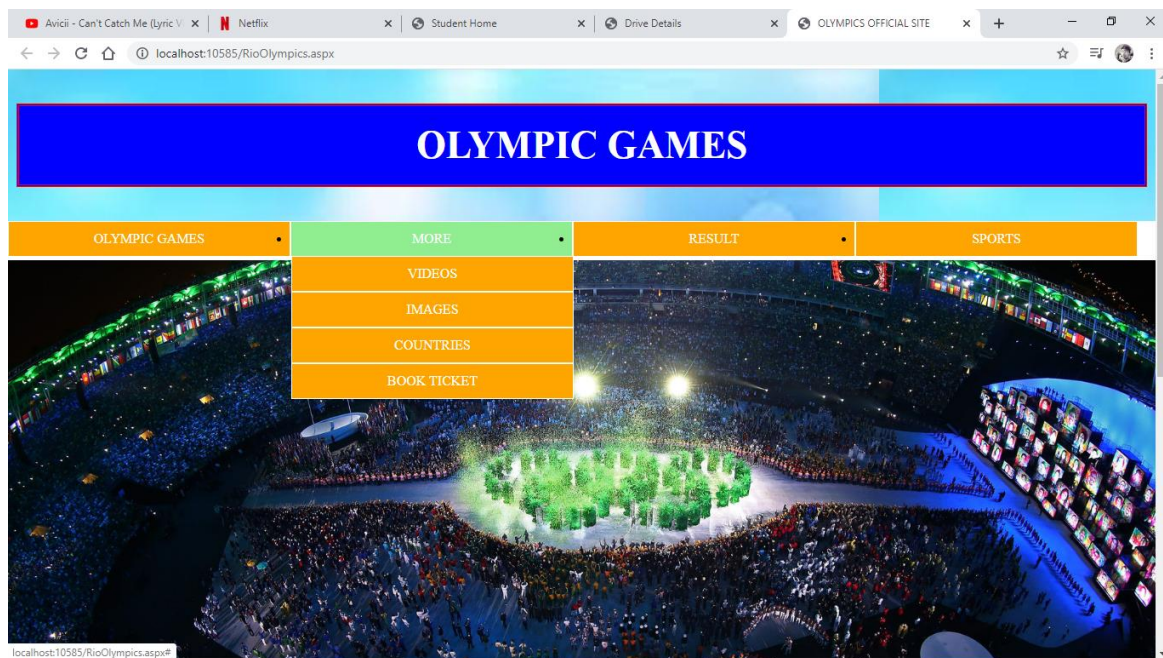 Avicii - Can't Catch Me (Lyric Vi
Netflix
Student Home
Drive Details
OLYMPICS OFFICIAL SITE
localhost:10585/RioOlympics.aspx
OLYMPIC GAMES
OLYMPIC GAMES
MORE
RESULT
SPORTS
VIDEOS
IMAGES
COUNTRIES
BOOK TICKET
localhost:10585/RioOlympics.aspx#